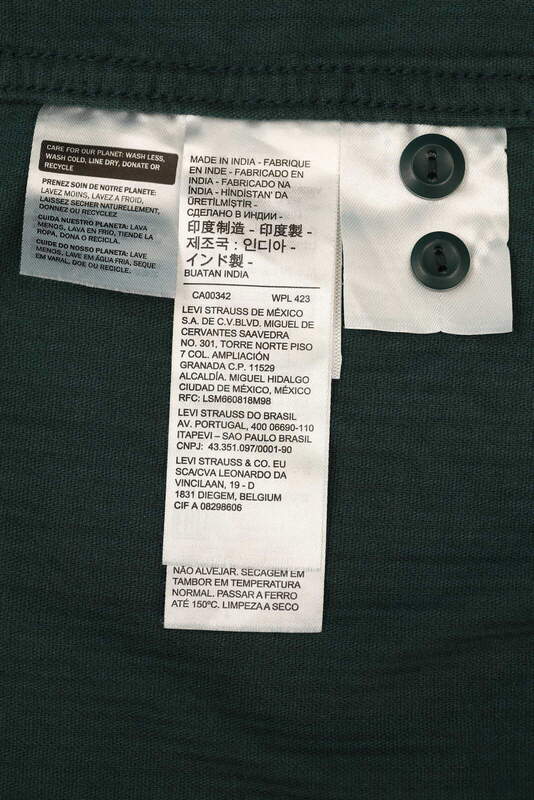 CARE FOR OUR PLANET: WASH LESS,
WASH COLD, LINE DRY, DONATE OR
RECYCLE
PRENEZ SOIN DE NOTRE PLANETE:
LAVEZ MOINS, LAVEZ A FROID,
LAISSEZ SECHER NATURELLEMENT,
DONNEZ OU RECYCLEZ
CUIDA NUESTRO PLANETA: LAVA
MENOS, LAVA EN FRIO, TIENDE LA
ROPA, DONA O RECICLA.
CUIDE DO NOSSO PLANETA: LAVE
MENOS, LAVE EM ÁGUA FRIA, SEQUE
EM VARAL, DOE OU RECICLE.
MADE IN INDIA - FABRIQUE
EN INDE - FABRICADO EN
INDIA - FABRICADO NA
ÍNDIA - HİNDİSTAN' DA
ÜRETİLMİŞTİR -
СДЕЛАНО В ИНДИИ -
印度制造 - 印度製 -
제조국 : 인디아 -
インド製 -
BUATAN INDIA
CA00342 WPL 423
LEVI STRAUSS DE MÉXICO
S.A. DE C.V.BLVD. MIGUEL DE
CERVANTES SAAVEDRA
NO. 301, TORRE NORTE PISO
7 COL. AMPLIACIÓN
GRANADA C.P. 11529
ALCALDÍA. MIGUEL HIDALGO
CIUDAD DE MÉXICO, MÉXICO
RFC: LSM660818M98
LEVI STRAUSS DO BRASIL
AV. PORTUGAL, 400 06690-110
ITAPEVI – SAO PAULO BRASIL
CNPJ: 43.351.097/0001-90
LEVI STRAUSS & CO. EU
SCA/CVA LEONARDO DA
VINCILAAN, 19 - D
1831 DIEGEM, BELGIUM
CIF A 08298606
NÃO ALVEJAR. SECAGEM EM
TAMBOR EM TEMPERATURA
NORMAL. PASSAR A FERRO
ATÉ 150ºC. LIMPEZA A SECO